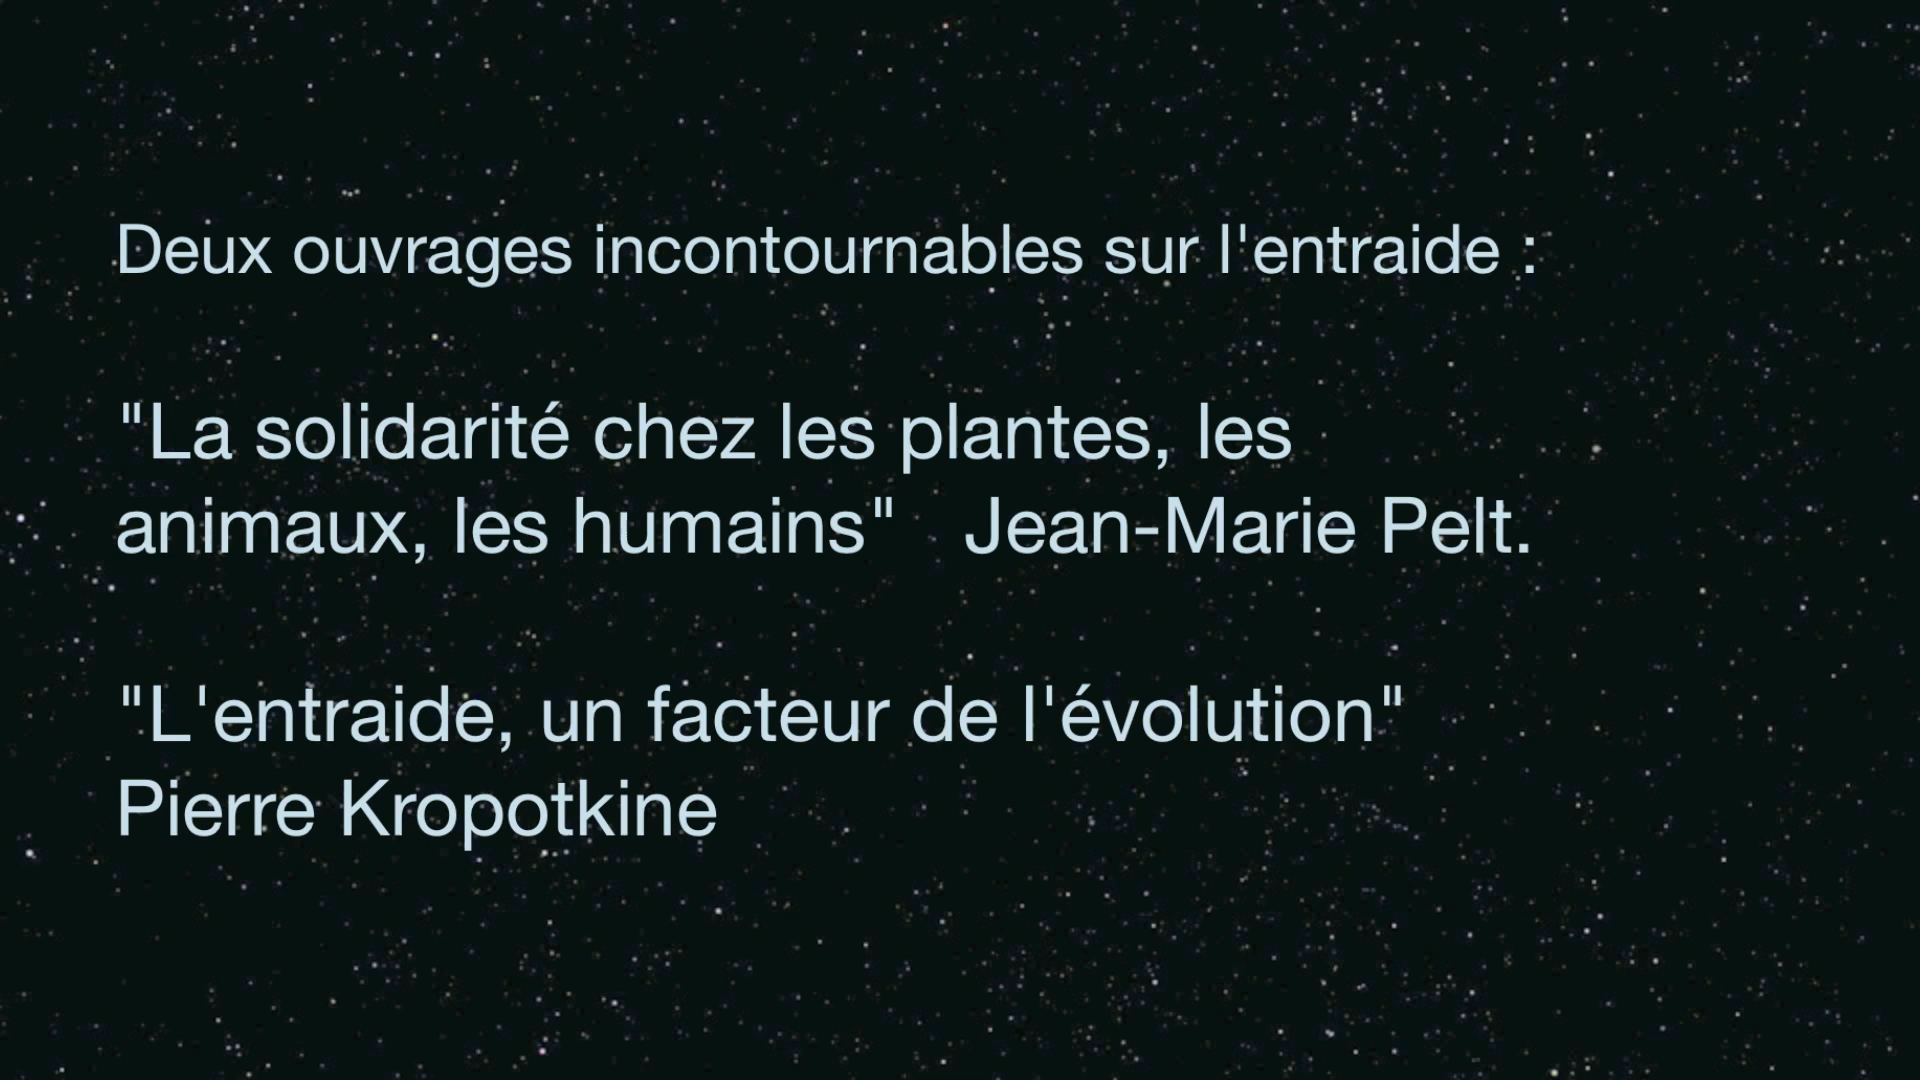 Deux ouvrages incontournables sur l'entraide :
"La solidarité chez les plantes, les
animaux, les humains" Jean-Marie Pelt.
"L'entraide, un facteur de l'évolution"
Pierre Kropotkine